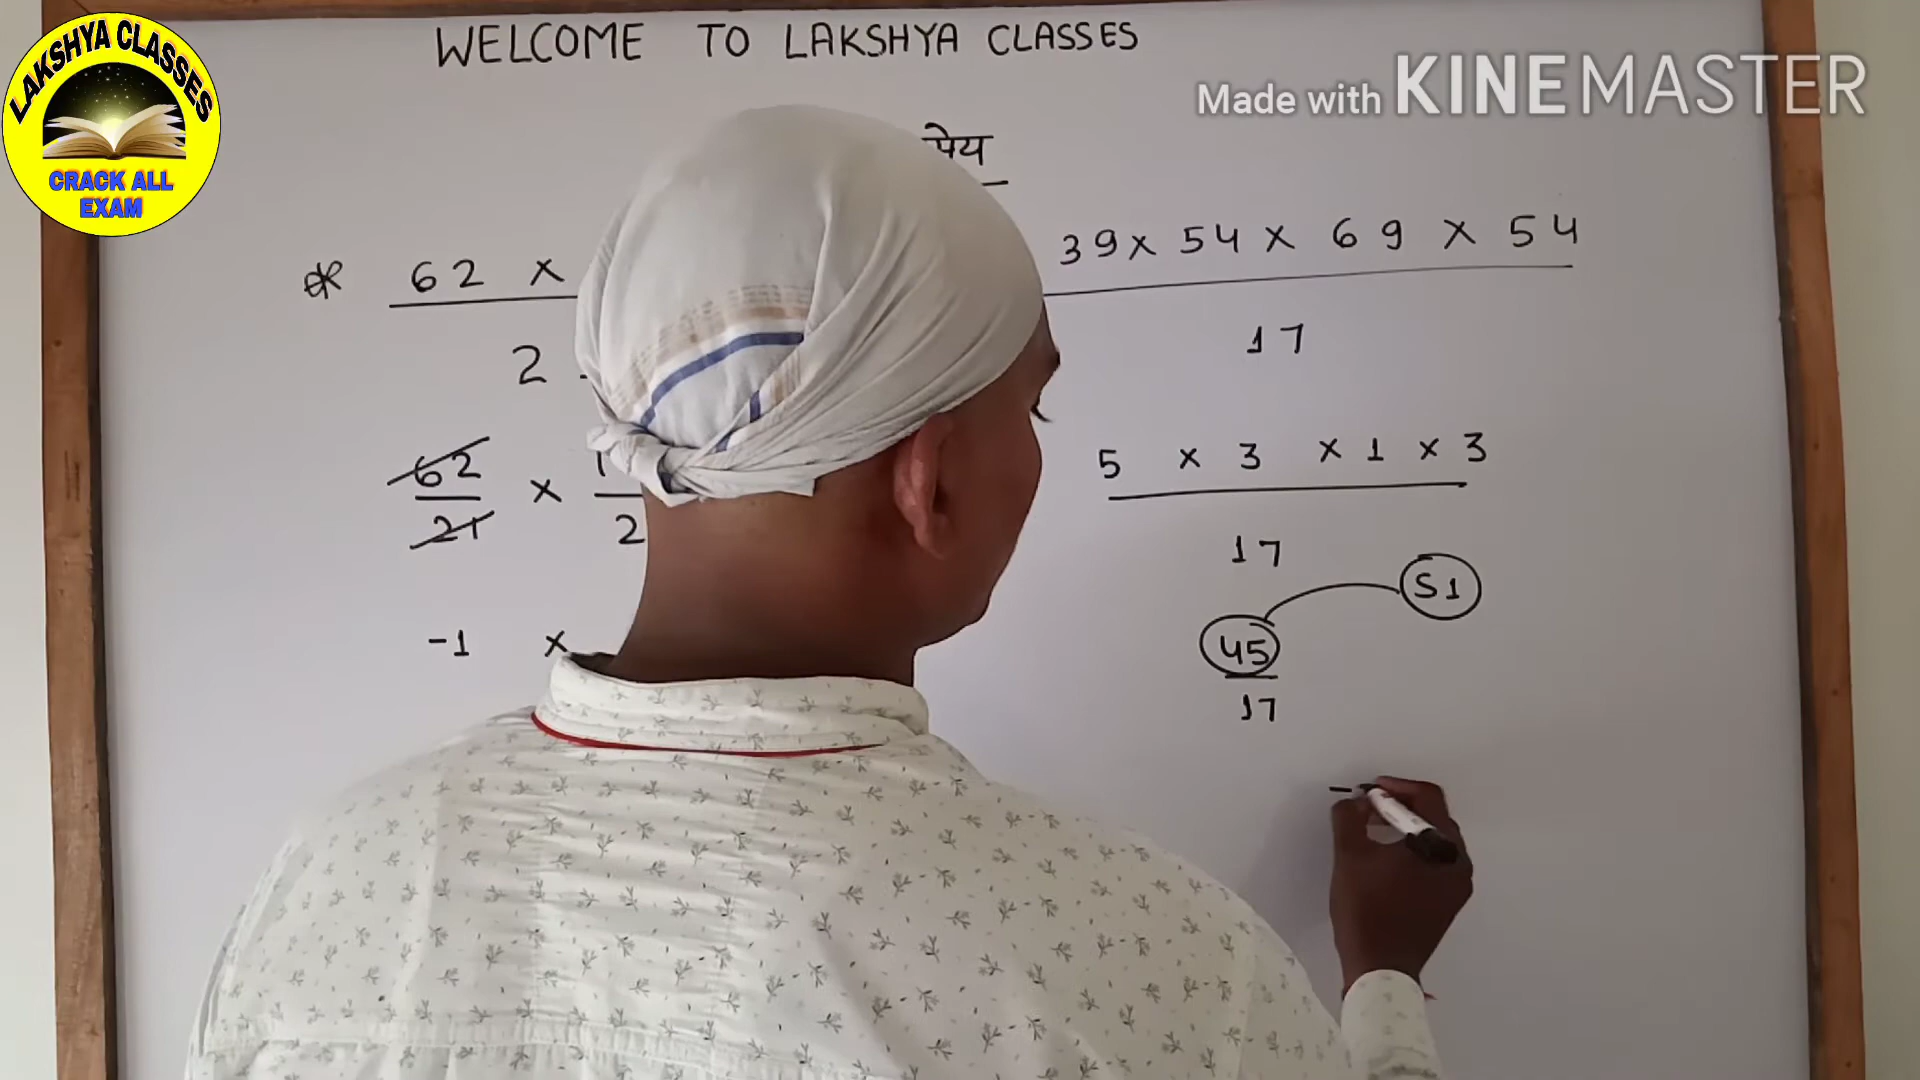 LAKSHYA CLASSES
CRACK ALL
EXAM
WELCOME TO LAKSHYA CLASSES
Made with KINEMASTER
62 ×
2
62
21
×
2
-1 ×
39 × 54 × 69 × 54
17
5 × 3 × 1 × 3
17
51
45
17
-